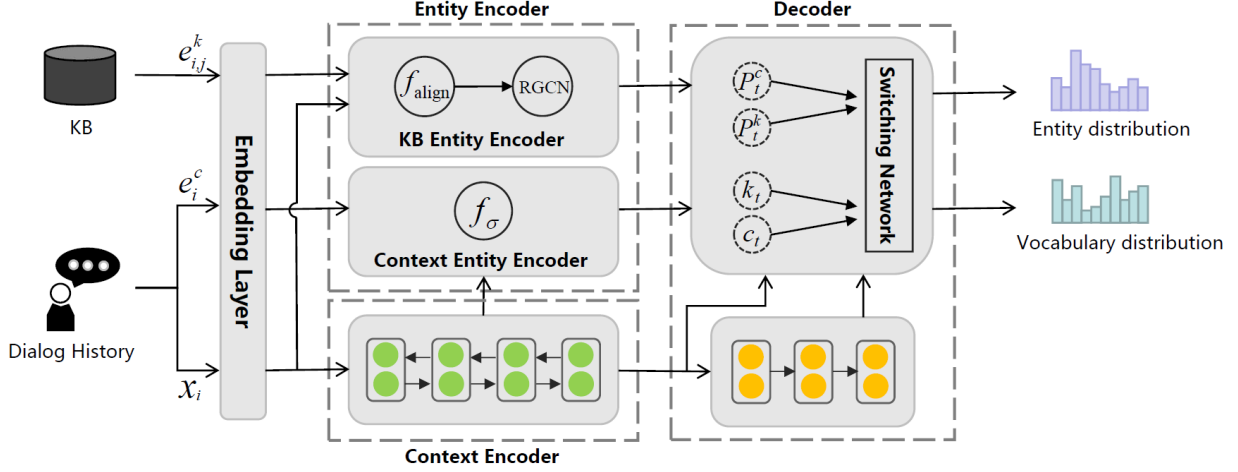 Entity Encoder
Decoder
e^k_{i,j}
KB
f_align
RGCN
KB Entity Encoder
P^c_t
P^k_t
Switching Network
Entity distribution
Embedding Layer
e^c_i
f_σ
Context Entity Encoder
k_t
c_t
Vocabulary distribution
Dialog History
x_i
Context Encoder